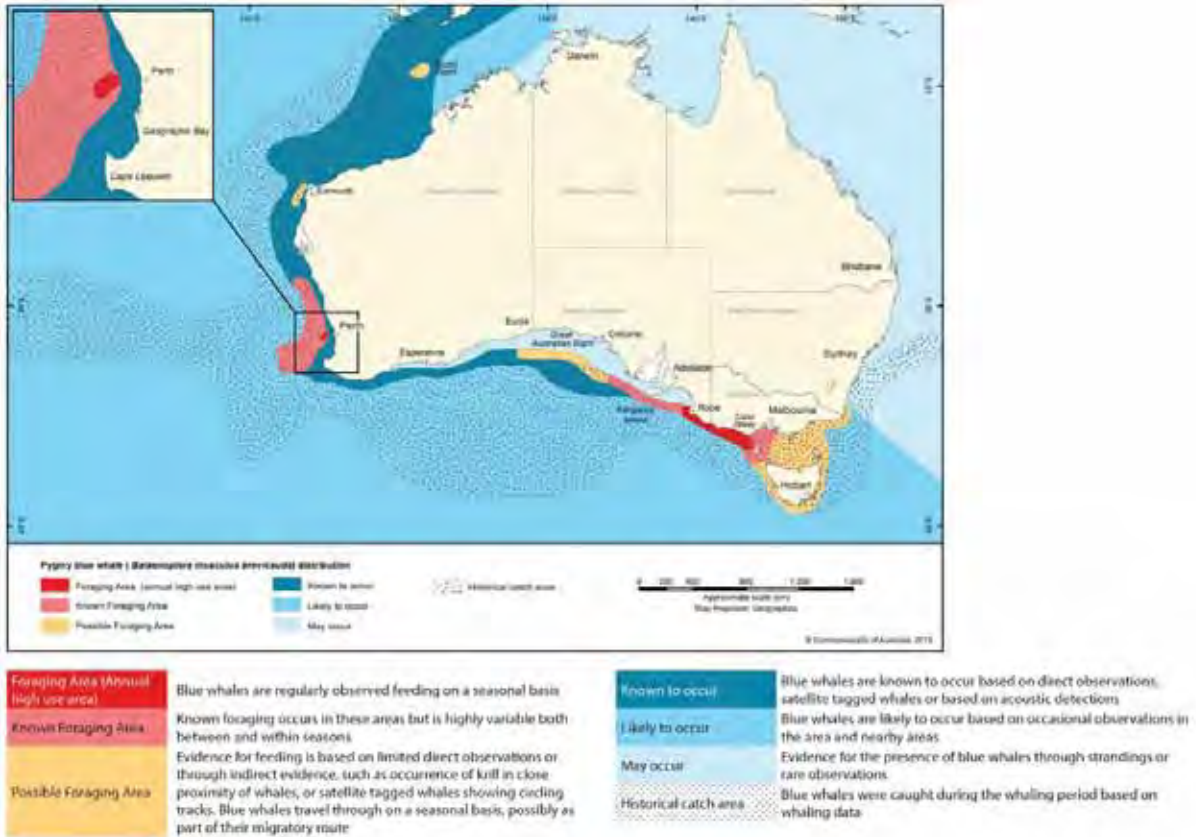 Perth
Geographe Bay
Cape Leeuwin
Darwin
Exmouth
Brisbane
Perth
Eucla
Great
Australian Bight
Ceduna
Esperance
Sydney
Adelaide
Kangaroo
Island
Robe
Cape
Otway
Melbourne
Hobart
Pygmy blue whale ( Balaenoptera musculus brevicauda) distribution
Foraging Area (annual high use area)
Known Foraging Area
Possible Foraging Area
Known to occur
Likely to occur
May occur
Historical catch area
Approximate scale (km)
Map Projection: Geographics
© Commonwealth of Australia, 2015
Foraging Area (Annual
high use area)
Blue whales are regularly observed feeding on a seasonal basis
Known Foraging Area
Known foraging occurs in these areas but is highly variable both
between and within seasons
Possible Foraging Area
Evidence for feeding is based on limited direct observations or
through indirect evidence, such as occurrence of krill in close
proximity of whales, or satellite tagged whales showing circling
tracks. Blue whales travel through on a seasonal basis, possibly as
part of their migratory route
Known to occur
Blue whales are known to occur based on direct observations,
satellite tagged whales or based on acoustic detections
Likely to occur
Blue whales are likely to occur based on occasional observations in
the area and nearby areas
May occur
Evidence for the presence of blue whales through strandings or
rare observations
Historical catch area
Blue whales were caught during the whaling period based on
whaling data